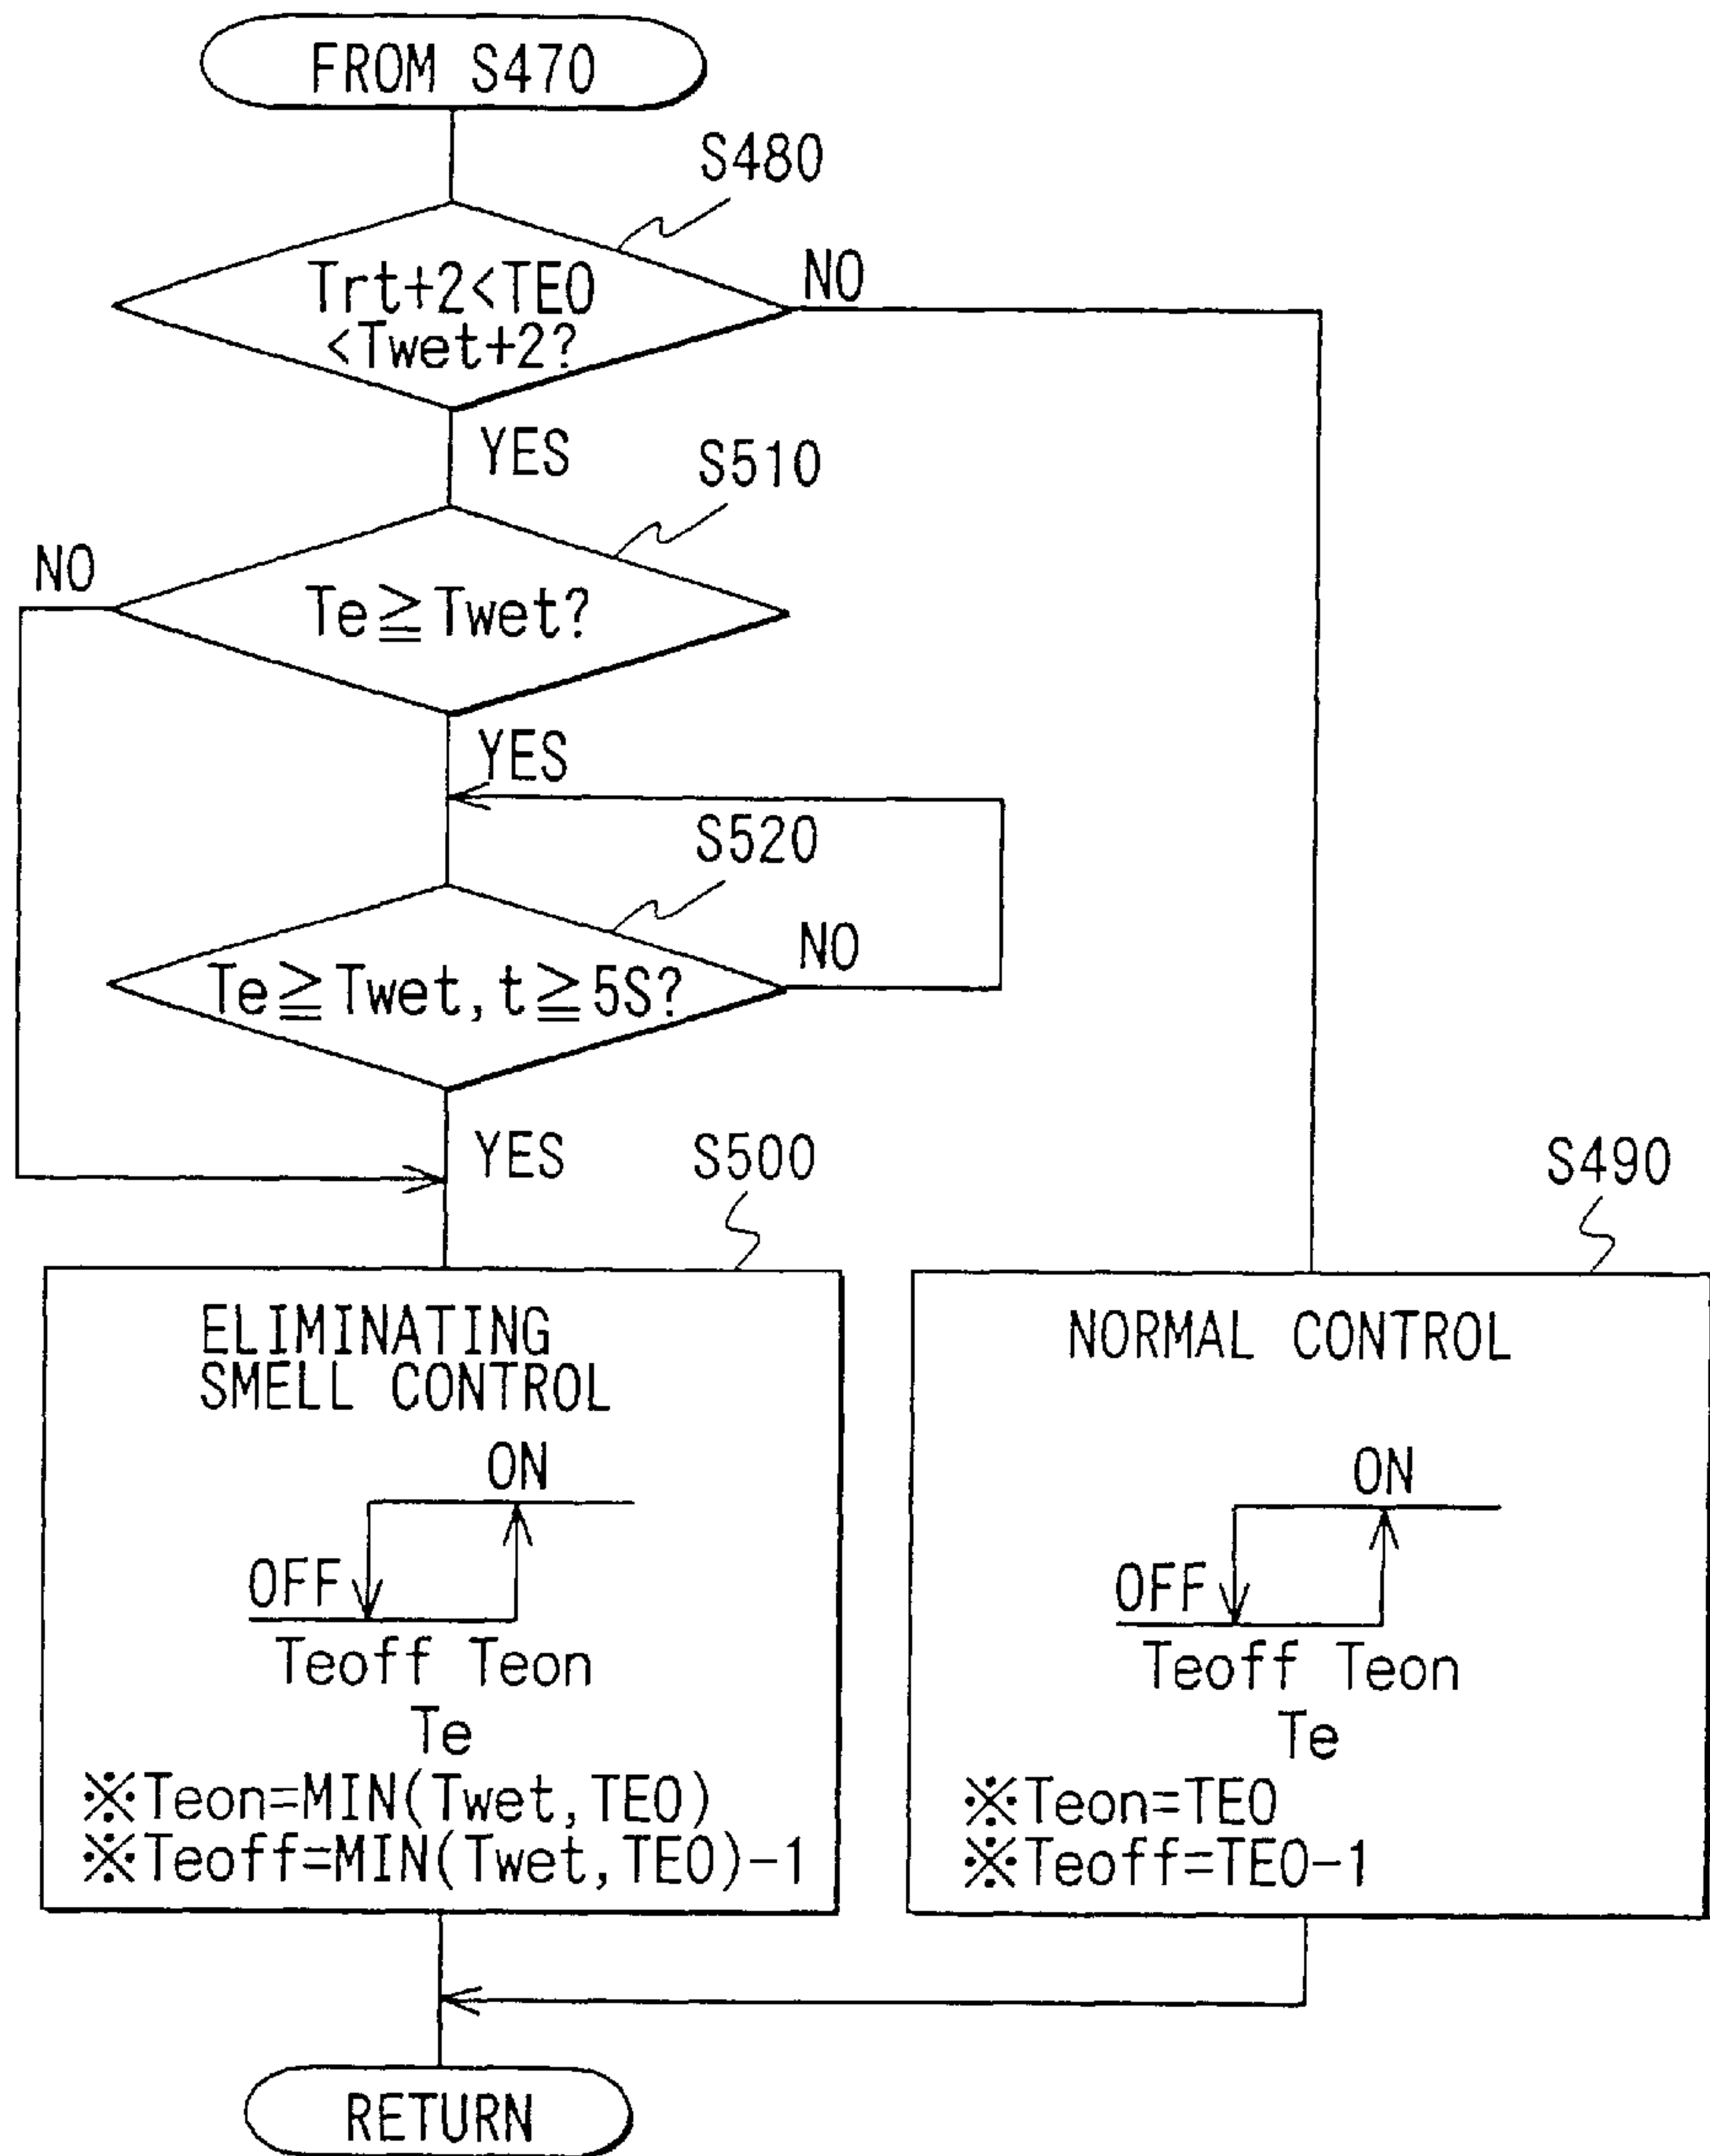 FROM S470
S480
Trt+2<TEO
<Twet+2?
NO
YES
S510
NO
Te≧Twet?
YES
S520
Te≧Twet,t≧5S?
NO
YES
S500
S490
ELIMINATING
SMELL CONTROL
ON
OFF
Teoff Teon
Te
※Teon=MIN(Twet,TEO)
※Teoff=MIN(Twet,TEO)-1
NORMAL CONTROL
ON
OFF
Teoff Teon
Te
※Teon=TEO
※Teoff=TEO-1
RETURN